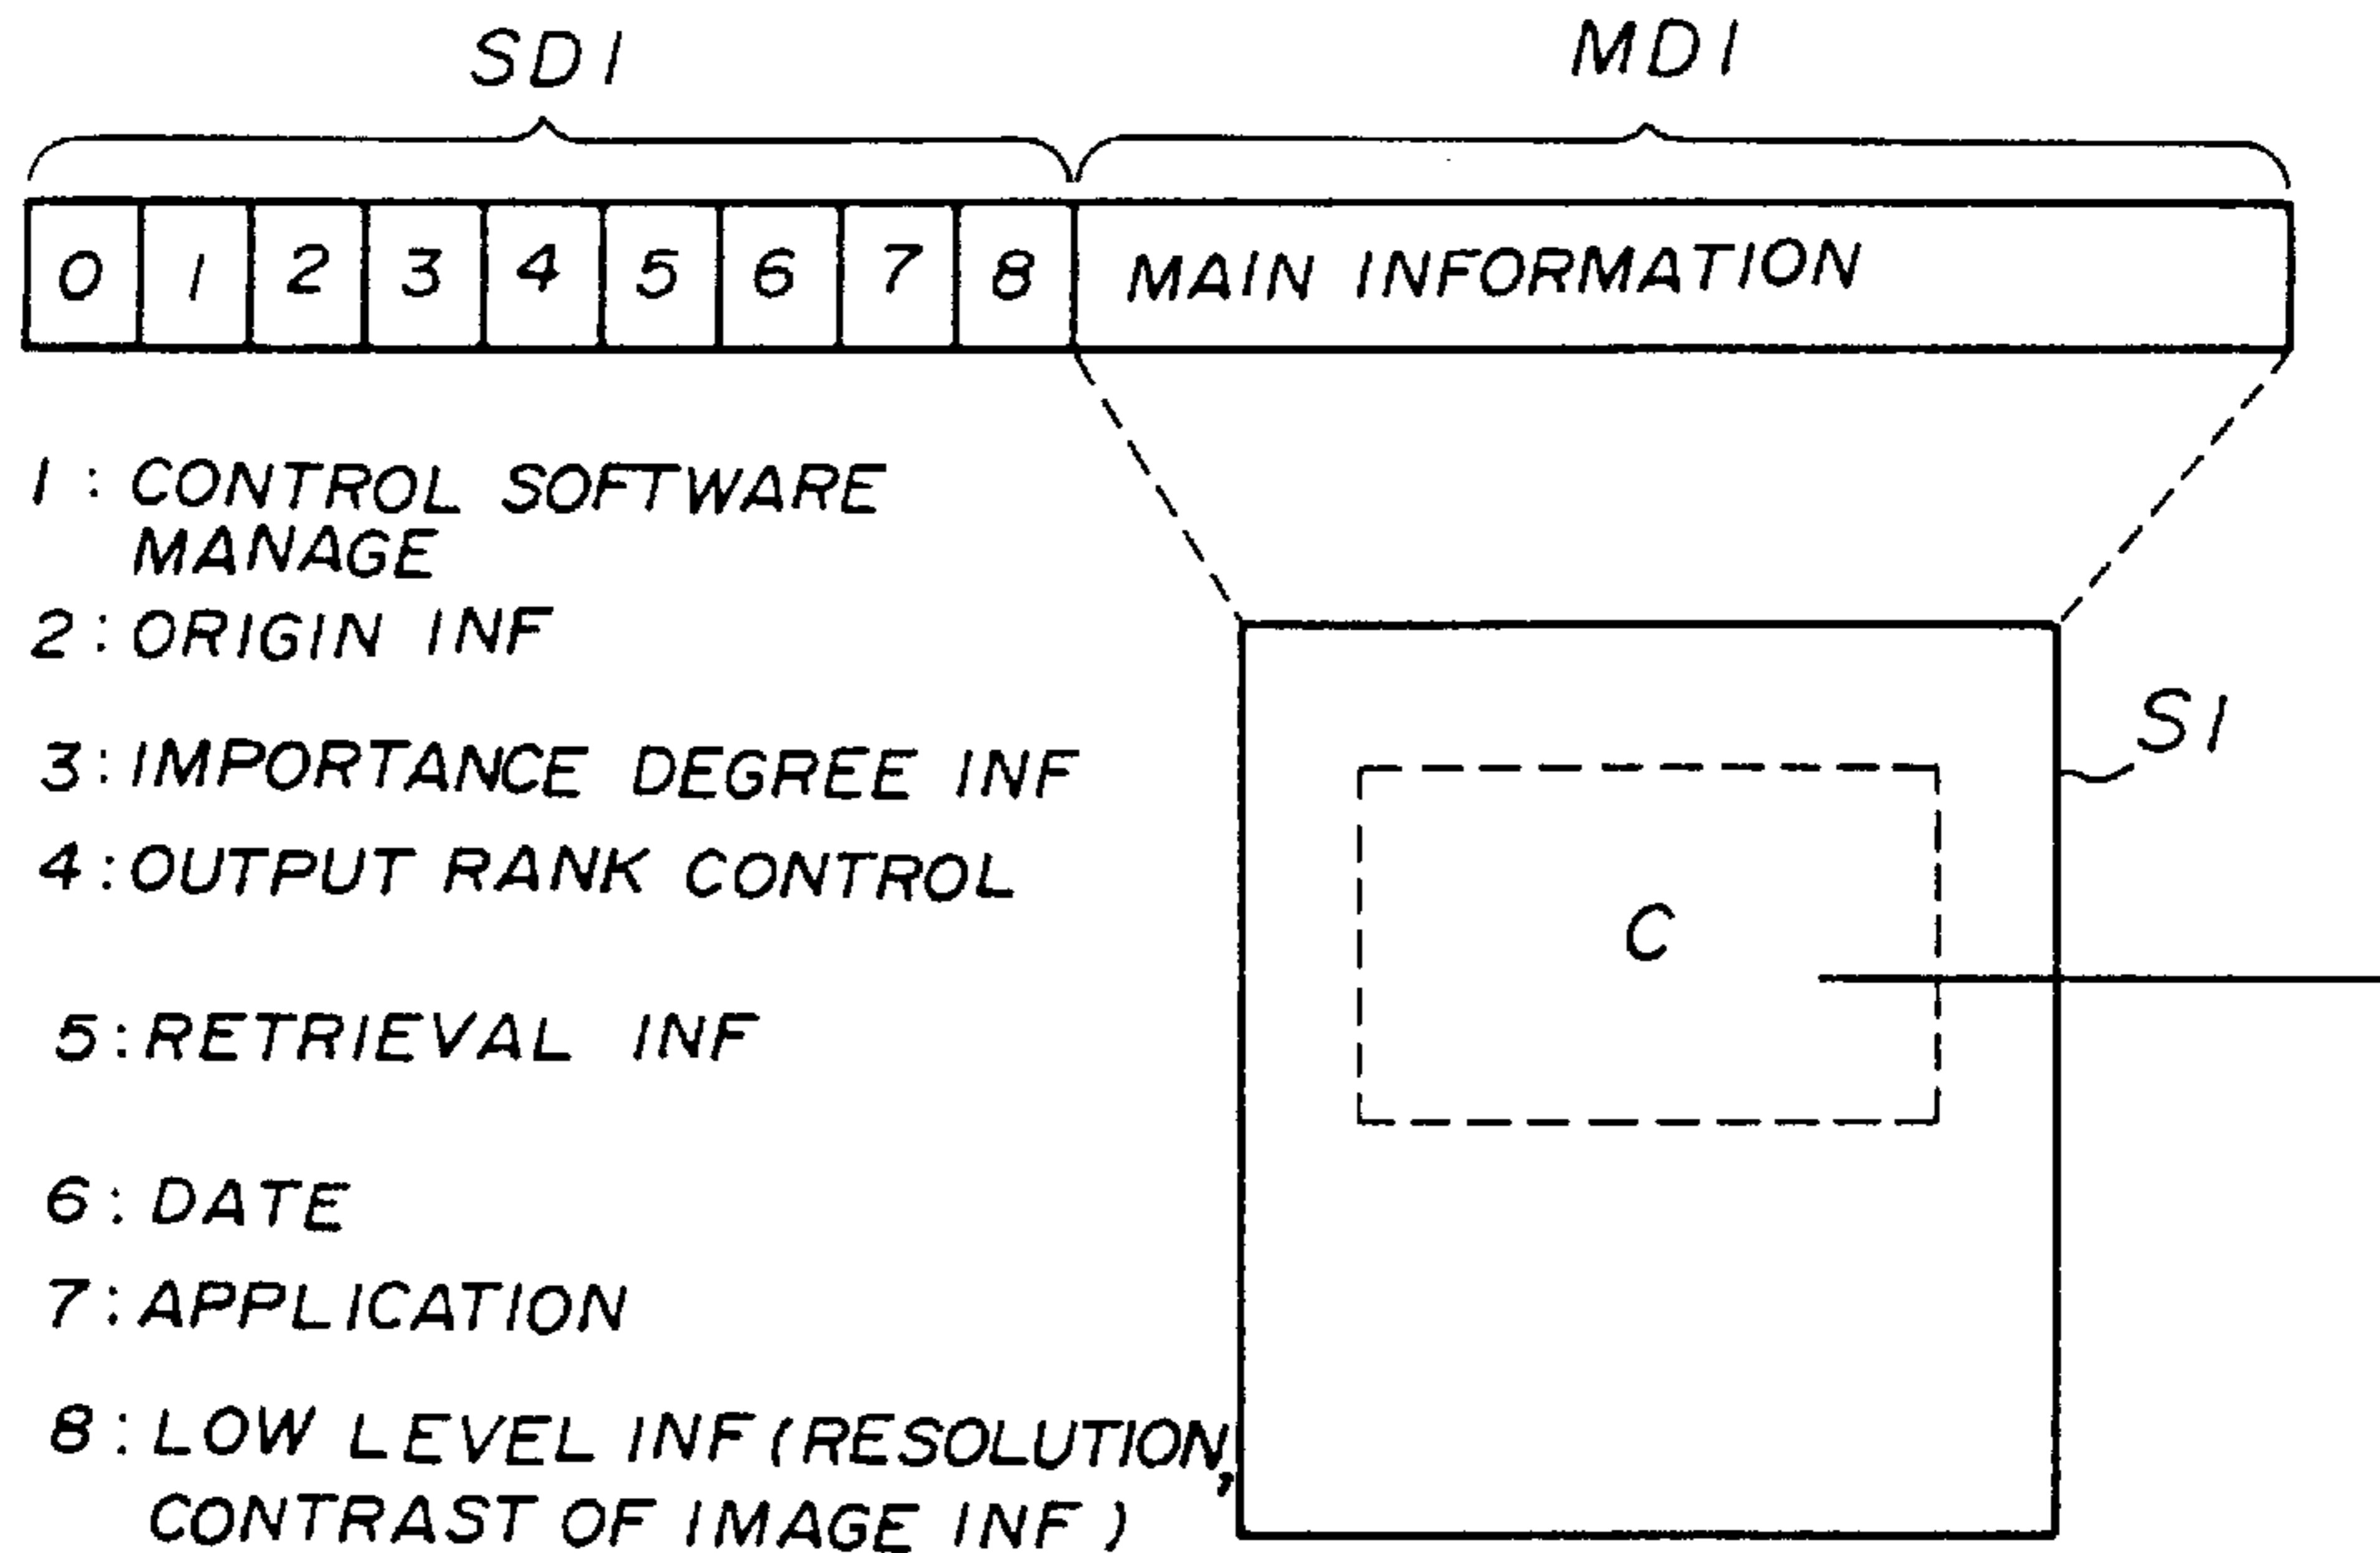 SDI
MDI
0 1 2 3 4 5 6 7 8 MAIN INFORMATION
1: CONTROL SOFTWARE
MANAGE
2: ORIGIN INF
3: IMPORTANCE DEGREE INF
4: OUTPUT RANK CONTROL
5: RETRIEVAL INF
6: DATE
7: APPLICATION
8: LOW LEVEL INF (RESOLUTION,
CONTRAST OF IMAGE INF)
SI
C